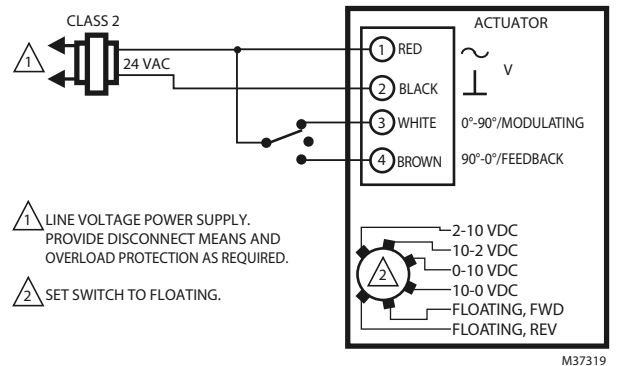 CLASS 2
ACTUATOR
1 RED
1
24 VAC
V
2 BLACK
3 WHITE 0°-90°/MODULATING
4 BROWN 90°-0°/FEEDBACK
1 LINE VOLTAGE POWER SUPPLY.
PROVIDE DISCONNECT MEANS AND
OVERLOAD PROTECTION AS REQUIRED.
2 SET SWITCH TO FLOATING.
2
2-10 VDC
10-2 VDC
0-10 VDC
10-0 VDC
FLOATING, FWD
FLOATING, REV
M37319